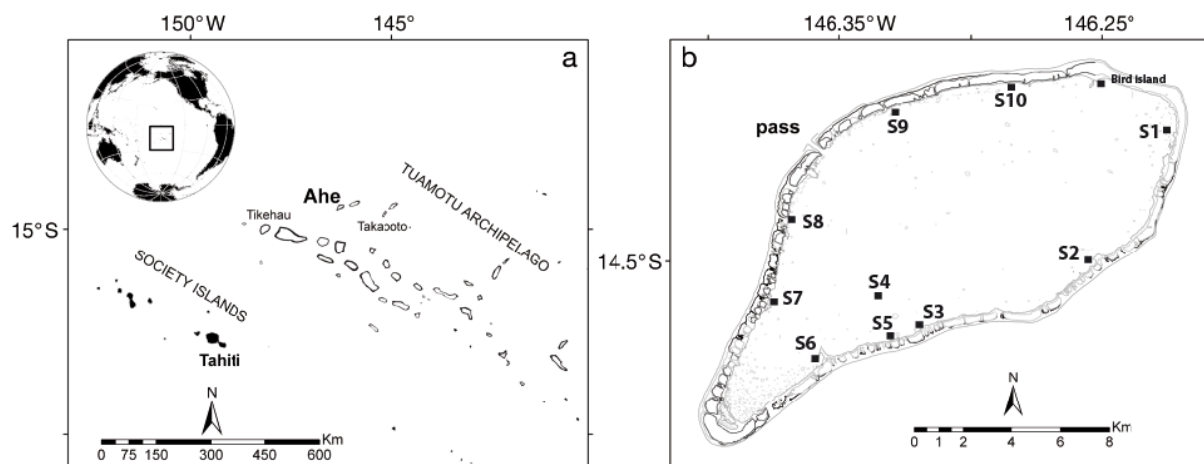 150°W 145°
a
Ahe
Tikehau
Takapoto
TUAMOTU ARCHIPELAGO
15°S
SOCIETY ISLANDS
Tahiti
N
0 75 150 300 450 600 Km
146.35° 146.25°
b
Bird island
S10
S9
S1
pass
S8
S2
14.5°S
S4
S7
S3
S5
S6
N
0 1 2 4 6 8 Km